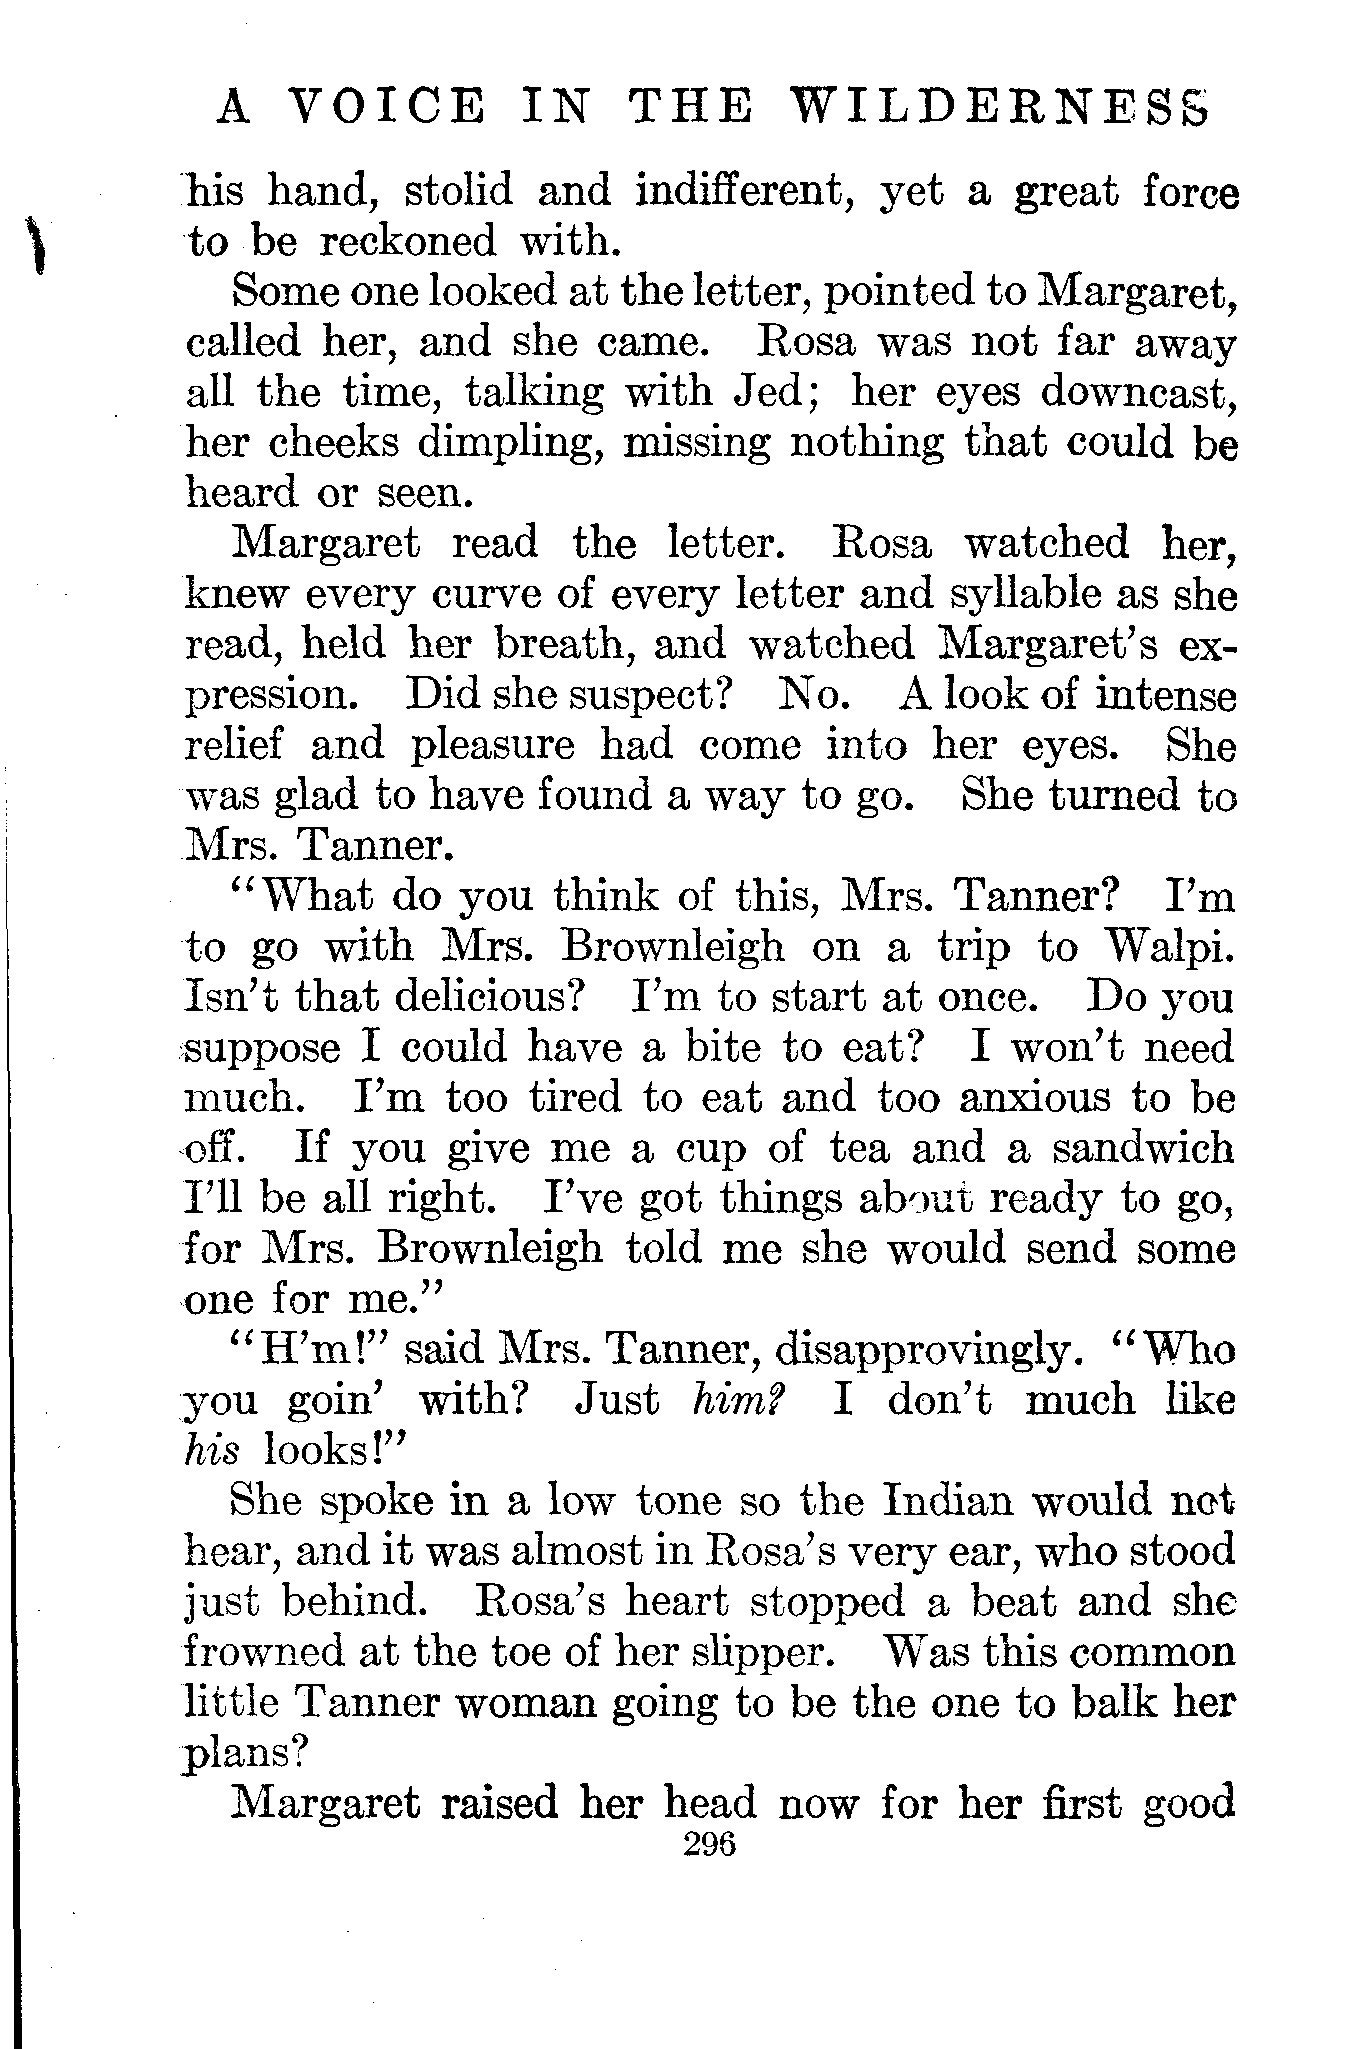 A VOICE IN THE WILDERNESS
his hand, stolid and indifferent, yet a great force
to be reckoned with.
Some one looked at the letter, pointed to Margaret,
called her, and she came. Rosa was not far away
all the time, talking with Jed; her eyes downcast,
her cheeks dimpling, missing nothing that could be
heard or seen.
Margaret read the letter. Rosa watched her,
knew every curve of every letter and syllable as she
read, held her breath, and watched Margaret's ex-
pression. Did she suspect? No. A look of intense
relief and pleasure had come into her eyes. She
was glad to have found a way to go. She turned to
Mrs. Tanner.
"What do you think of this, Mrs. Tanner? I'm
to go with Mrs. Brownleigh on a trip to Walpi.
Isn't that delicious? I'm to start at once. Do you
suppose I could have a bite to eat? I won't need
much. I'm too tired to eat and too anxious to be
off. If you give me a cup of tea and a sandwich
I'll be all right. I've got things about ready to go,
for Mrs. Brownleigh told me she would send some
one for me."
"H'm!" said Mrs. Tanner, disapprovingly. "Who
you goin' with? Just him? I don't much like
his looks!"
She spoke in a low tone so the Indian would not
hear, and it was almost in Rosa's very ear, who stood
just behind. Rosa's heart stopped a beat and she
frowned at the toe of her slipper. Was this common
little Tanner woman going to be the one to balk her
plans?
Margaret raised her head now for her first good
296